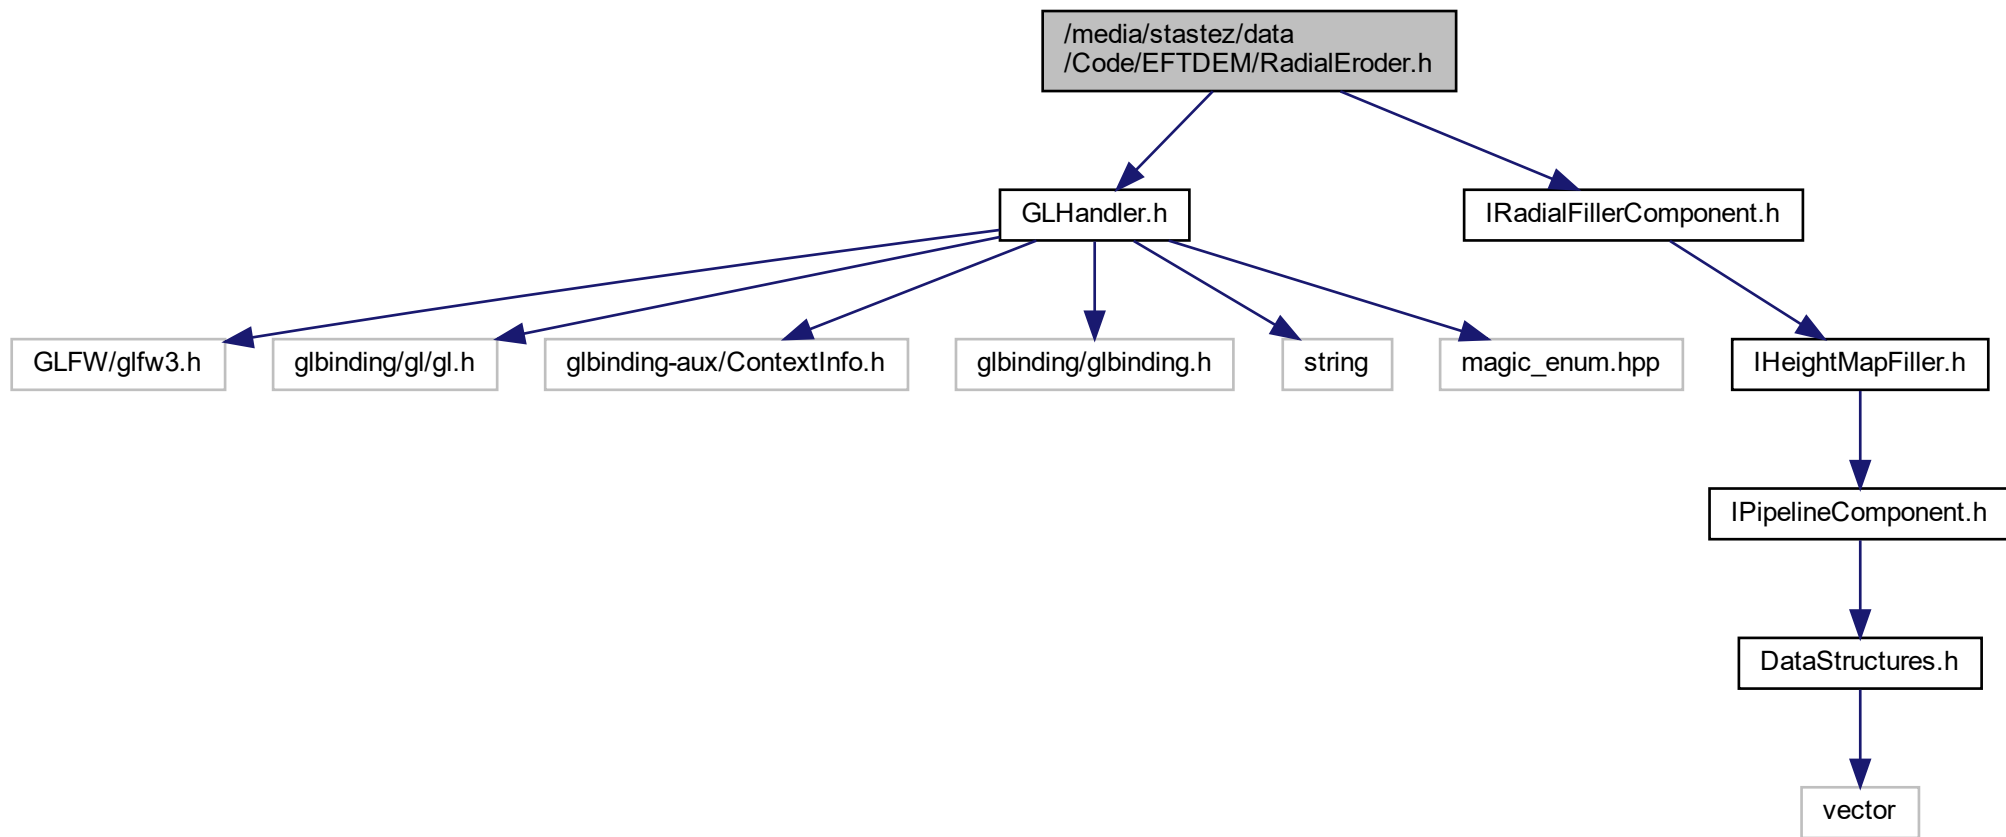 /media/stastez/data
/Code/EFTDEM/RadialEroder.h
GLHandler.h
IRadialFillerComponent.h
GLFW/glfw3.h
glbinding/gl/gl.h
glbinding-aux/ContextInfo.h
glbinding/glbinding.h
string
magic_enum.hpp
IHeightMapFiller.h
IPipelineComponent.h
DataStructures.h
vector